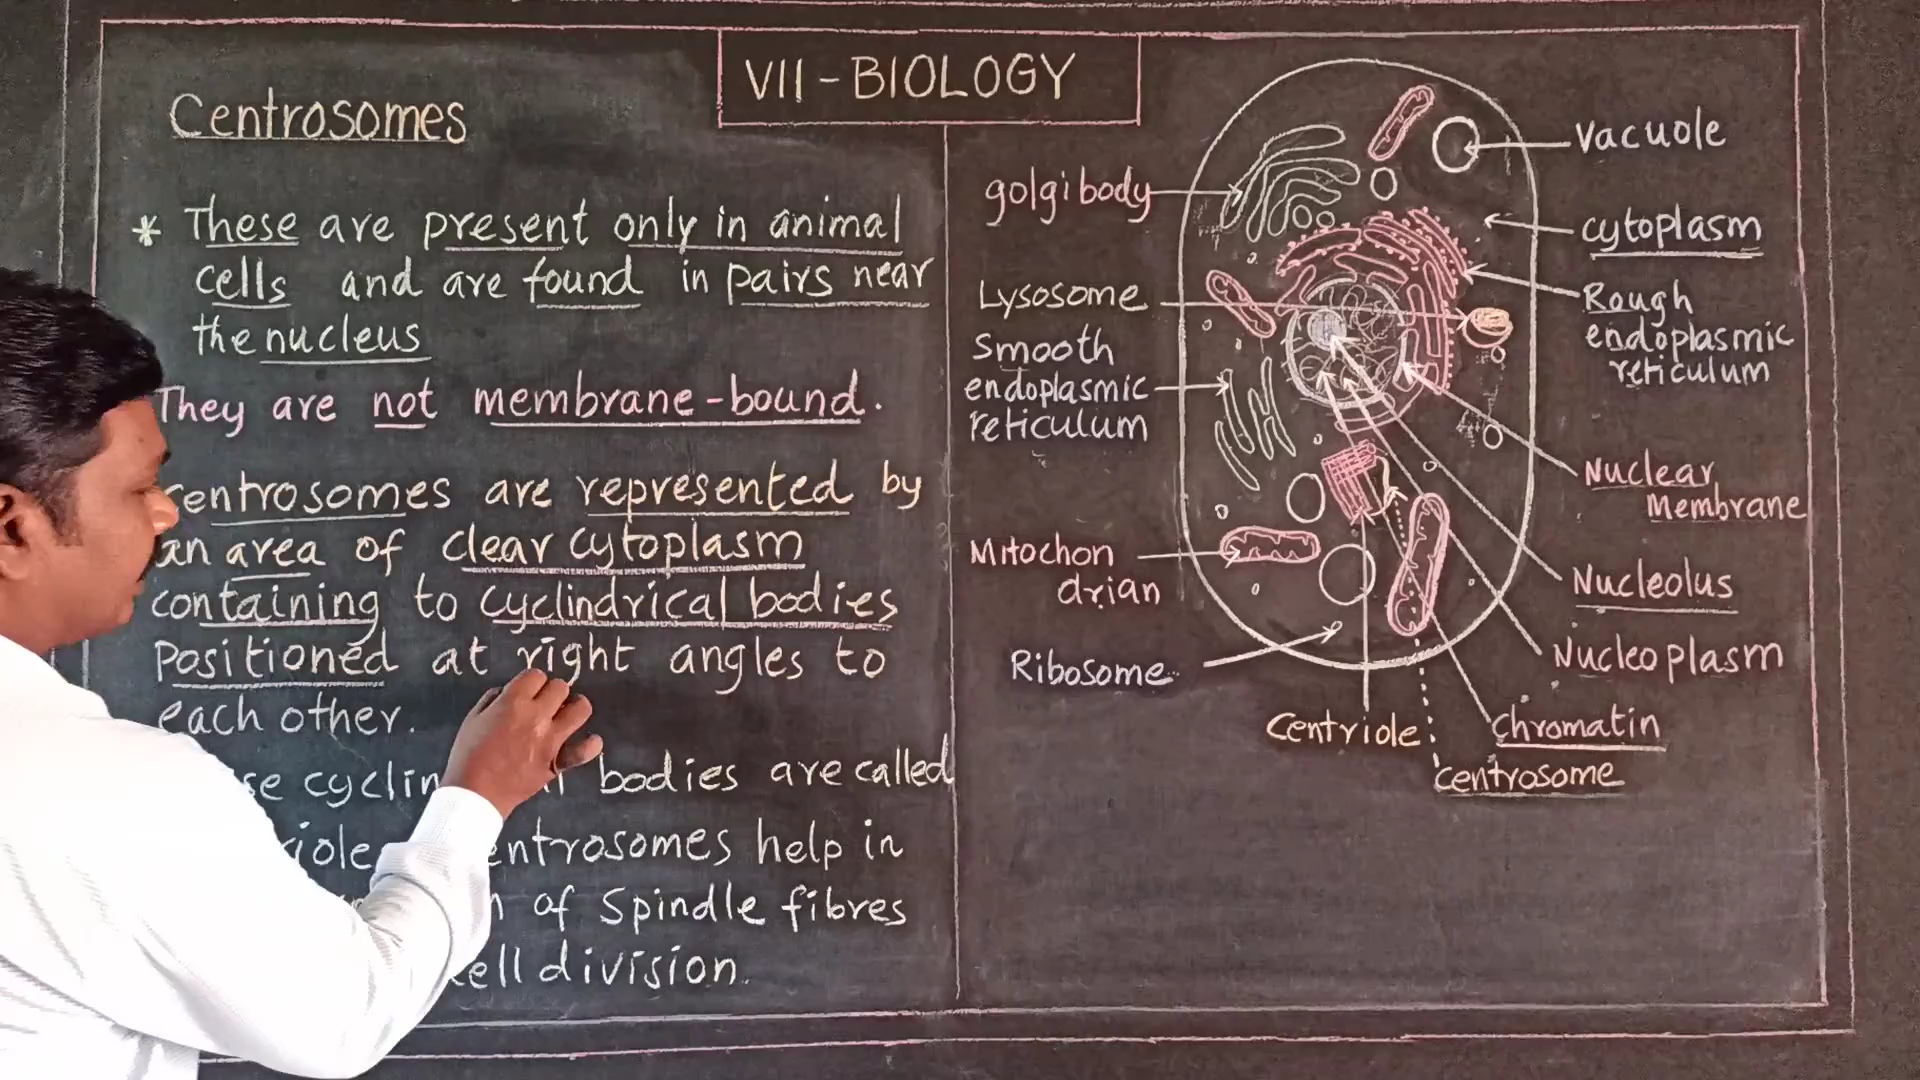 VII - BIOLOGY
Centrosomes
* These are present only in animal
cells and are found in pairs near
the nucleus
They are not membrane-bound.
Centrosomes are represented by
an area of clear cytoplasm
containing to cyclindrical bodies
Positioned at right angles to
each other.
bodies are called
entrosomes help in
of Spindle fibres
cell division.
golgi body
Lysosome
Smooth
endoplasmic
reticulum
Mitochon
drian
Ribosome
Vacuole
cytoplasm
Rough
endoplasmic
reticulum
Nuclear
Membrane
Nucleolus
Nucleoplasm
Chromatin
Centriole
Centrosome